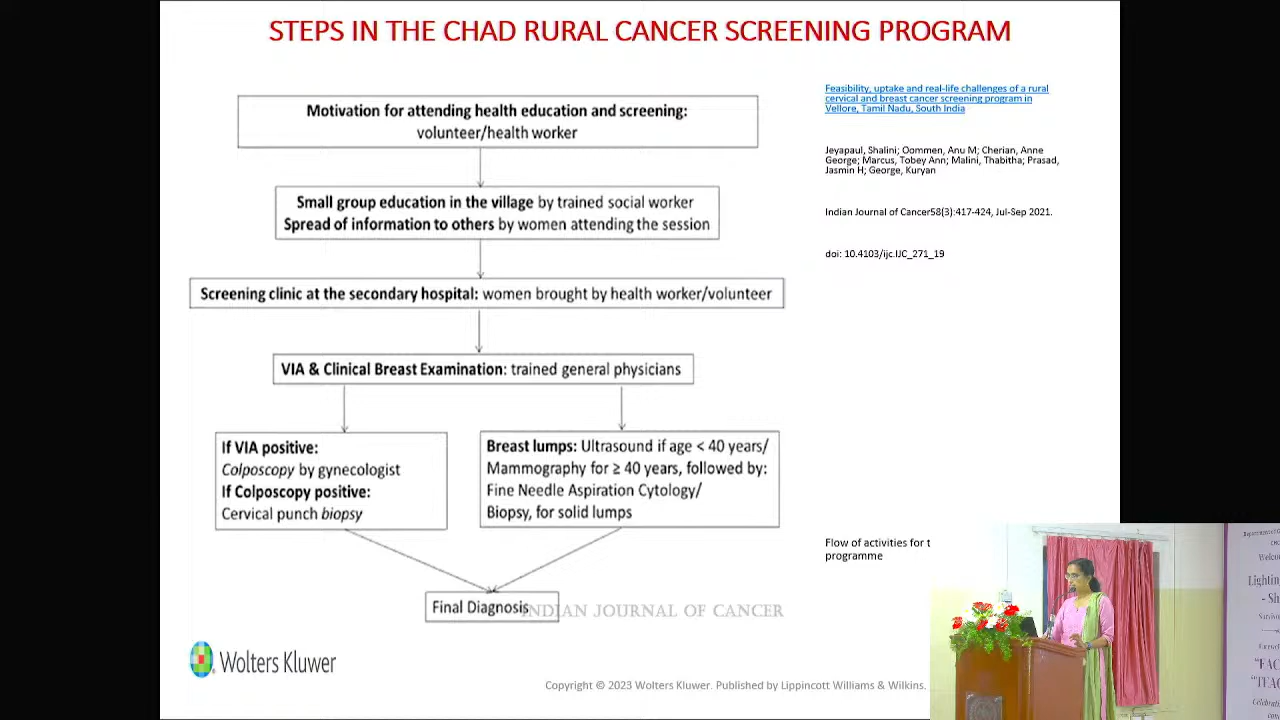 STEPS IN THE CHAD RURAL CANCER SCREENING PROGRAM
Motivation for attending health education and screening:
volunteer/health worker
Small group education in the village by trained social worker
Spread of information to others by women attending the session
Screening clinic at the secondary hospital: women brought by health worker/volunteer
VIA & Clinical Breast Examination: trained general physicians
If VIA positive:
Colposcopy by gynecologist
If Colposcopy positive:
Cervical punch biopsy
Breast lumps: Ultrasound if age < 40 years/
Mammography for ≥ 40 years, followed by:
Fine Needle Aspiration Cytology/
Biopsy, for solid lumps
Final Diagnosis
INDIAN JOURNAL OF CANCER
Wolters Kluwer
Copyright © 2023 Wolters Kluwer. Published by Lippincott Williams & Wilkins.
Feasibility, uptake and real-life challenges of a rural
cervical and breast cancer screening program in
Vellore, Tamil Nadu, South India
Jeyapaul, Shalini; Oommen, Anu M; Cherian, Anne
George; Marcus, Tobey Ann; Malini, Thabitha; Prasad,
Jasmin H; George, Kuryan
Indian Journal of Cancer58(3):417-424, Jul-Sep 2021.
doi: 10.4103/ijc.IJC_271_19
Flow of activities for t
programme
Welco
Lighting
- Sh
Surviv
"FAC
"TEAC
Celebrati